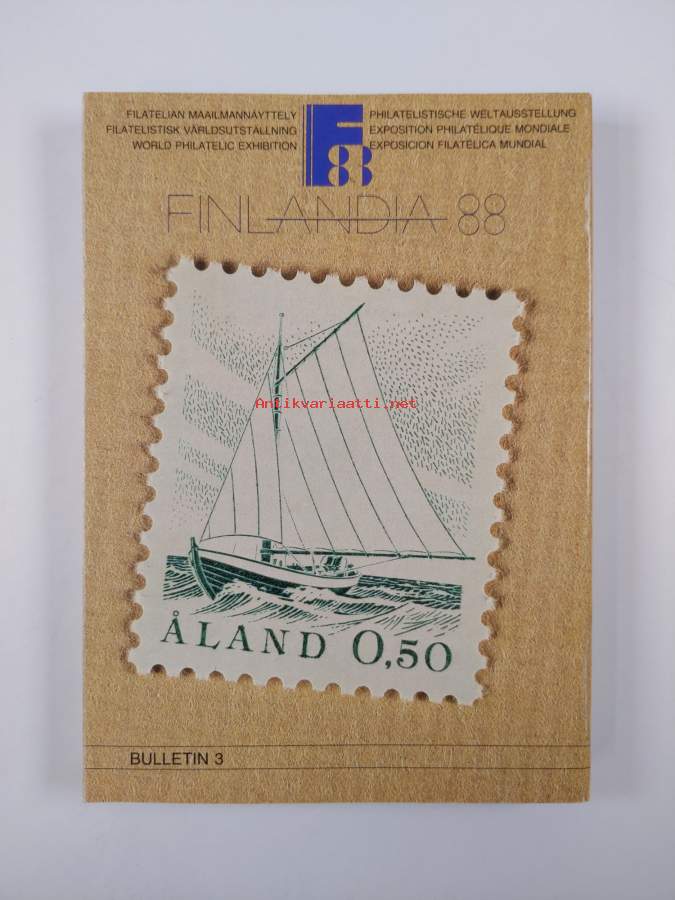 FILATELIAN MAAILMANNÄYTTELY
FILATELISTISK VÄRLDSUTSTÄLLNING
WORLD PHILATELIC EXHIBITION
F
88
PHILATELISTISCHE WELTAUSSTELLUNG
EXPOSITION PHILATÉLIQUE MONDIALE
EXPOSICION FILATÉLICA MUNDIAL
FINLANDIA 88
Antikvariaatti.net
ÅLAND 0,50
BULLETIN 3